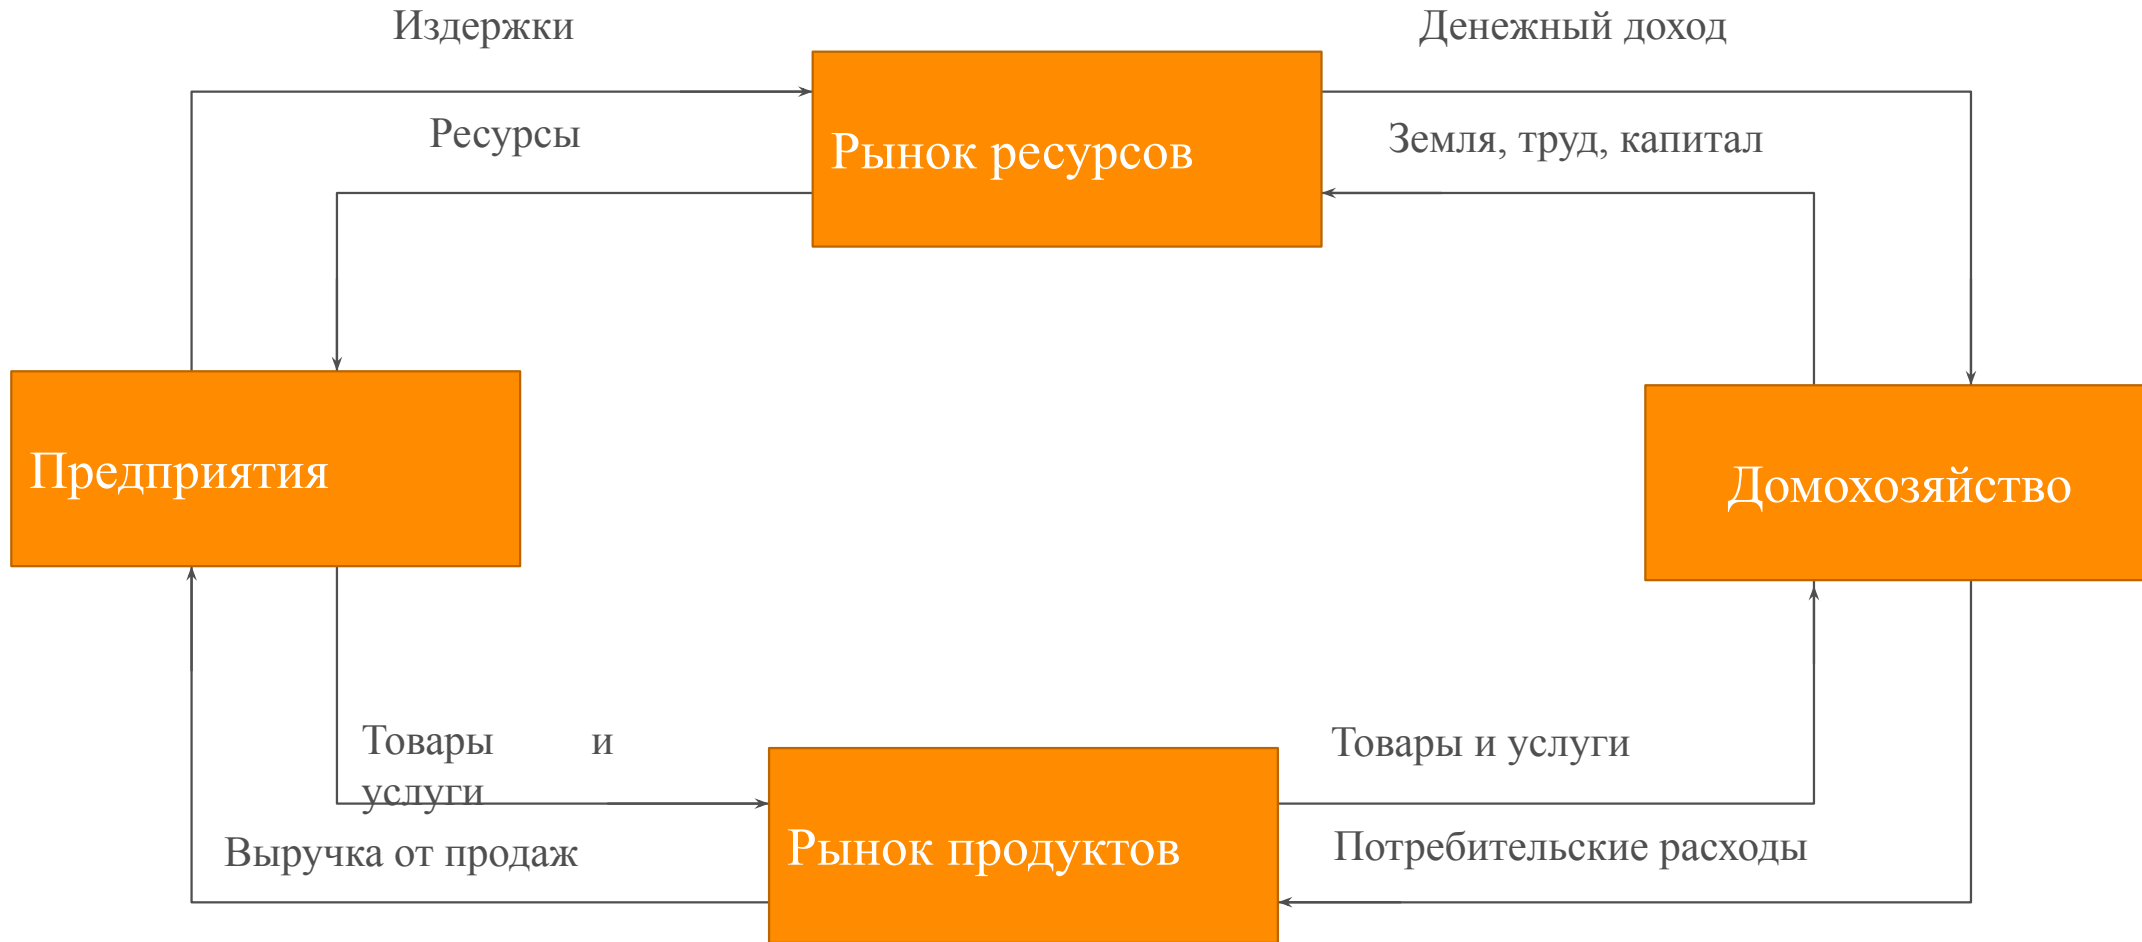 Издержки
Денежный доход
Ресурсы
Земля, труд, капитал
Рынок ресурсов
Предприятия
Домохозяйство
Товары и
услуги
Товары и услуги
Выручка от продаж
Рынок продуктов
Потребительские расходы